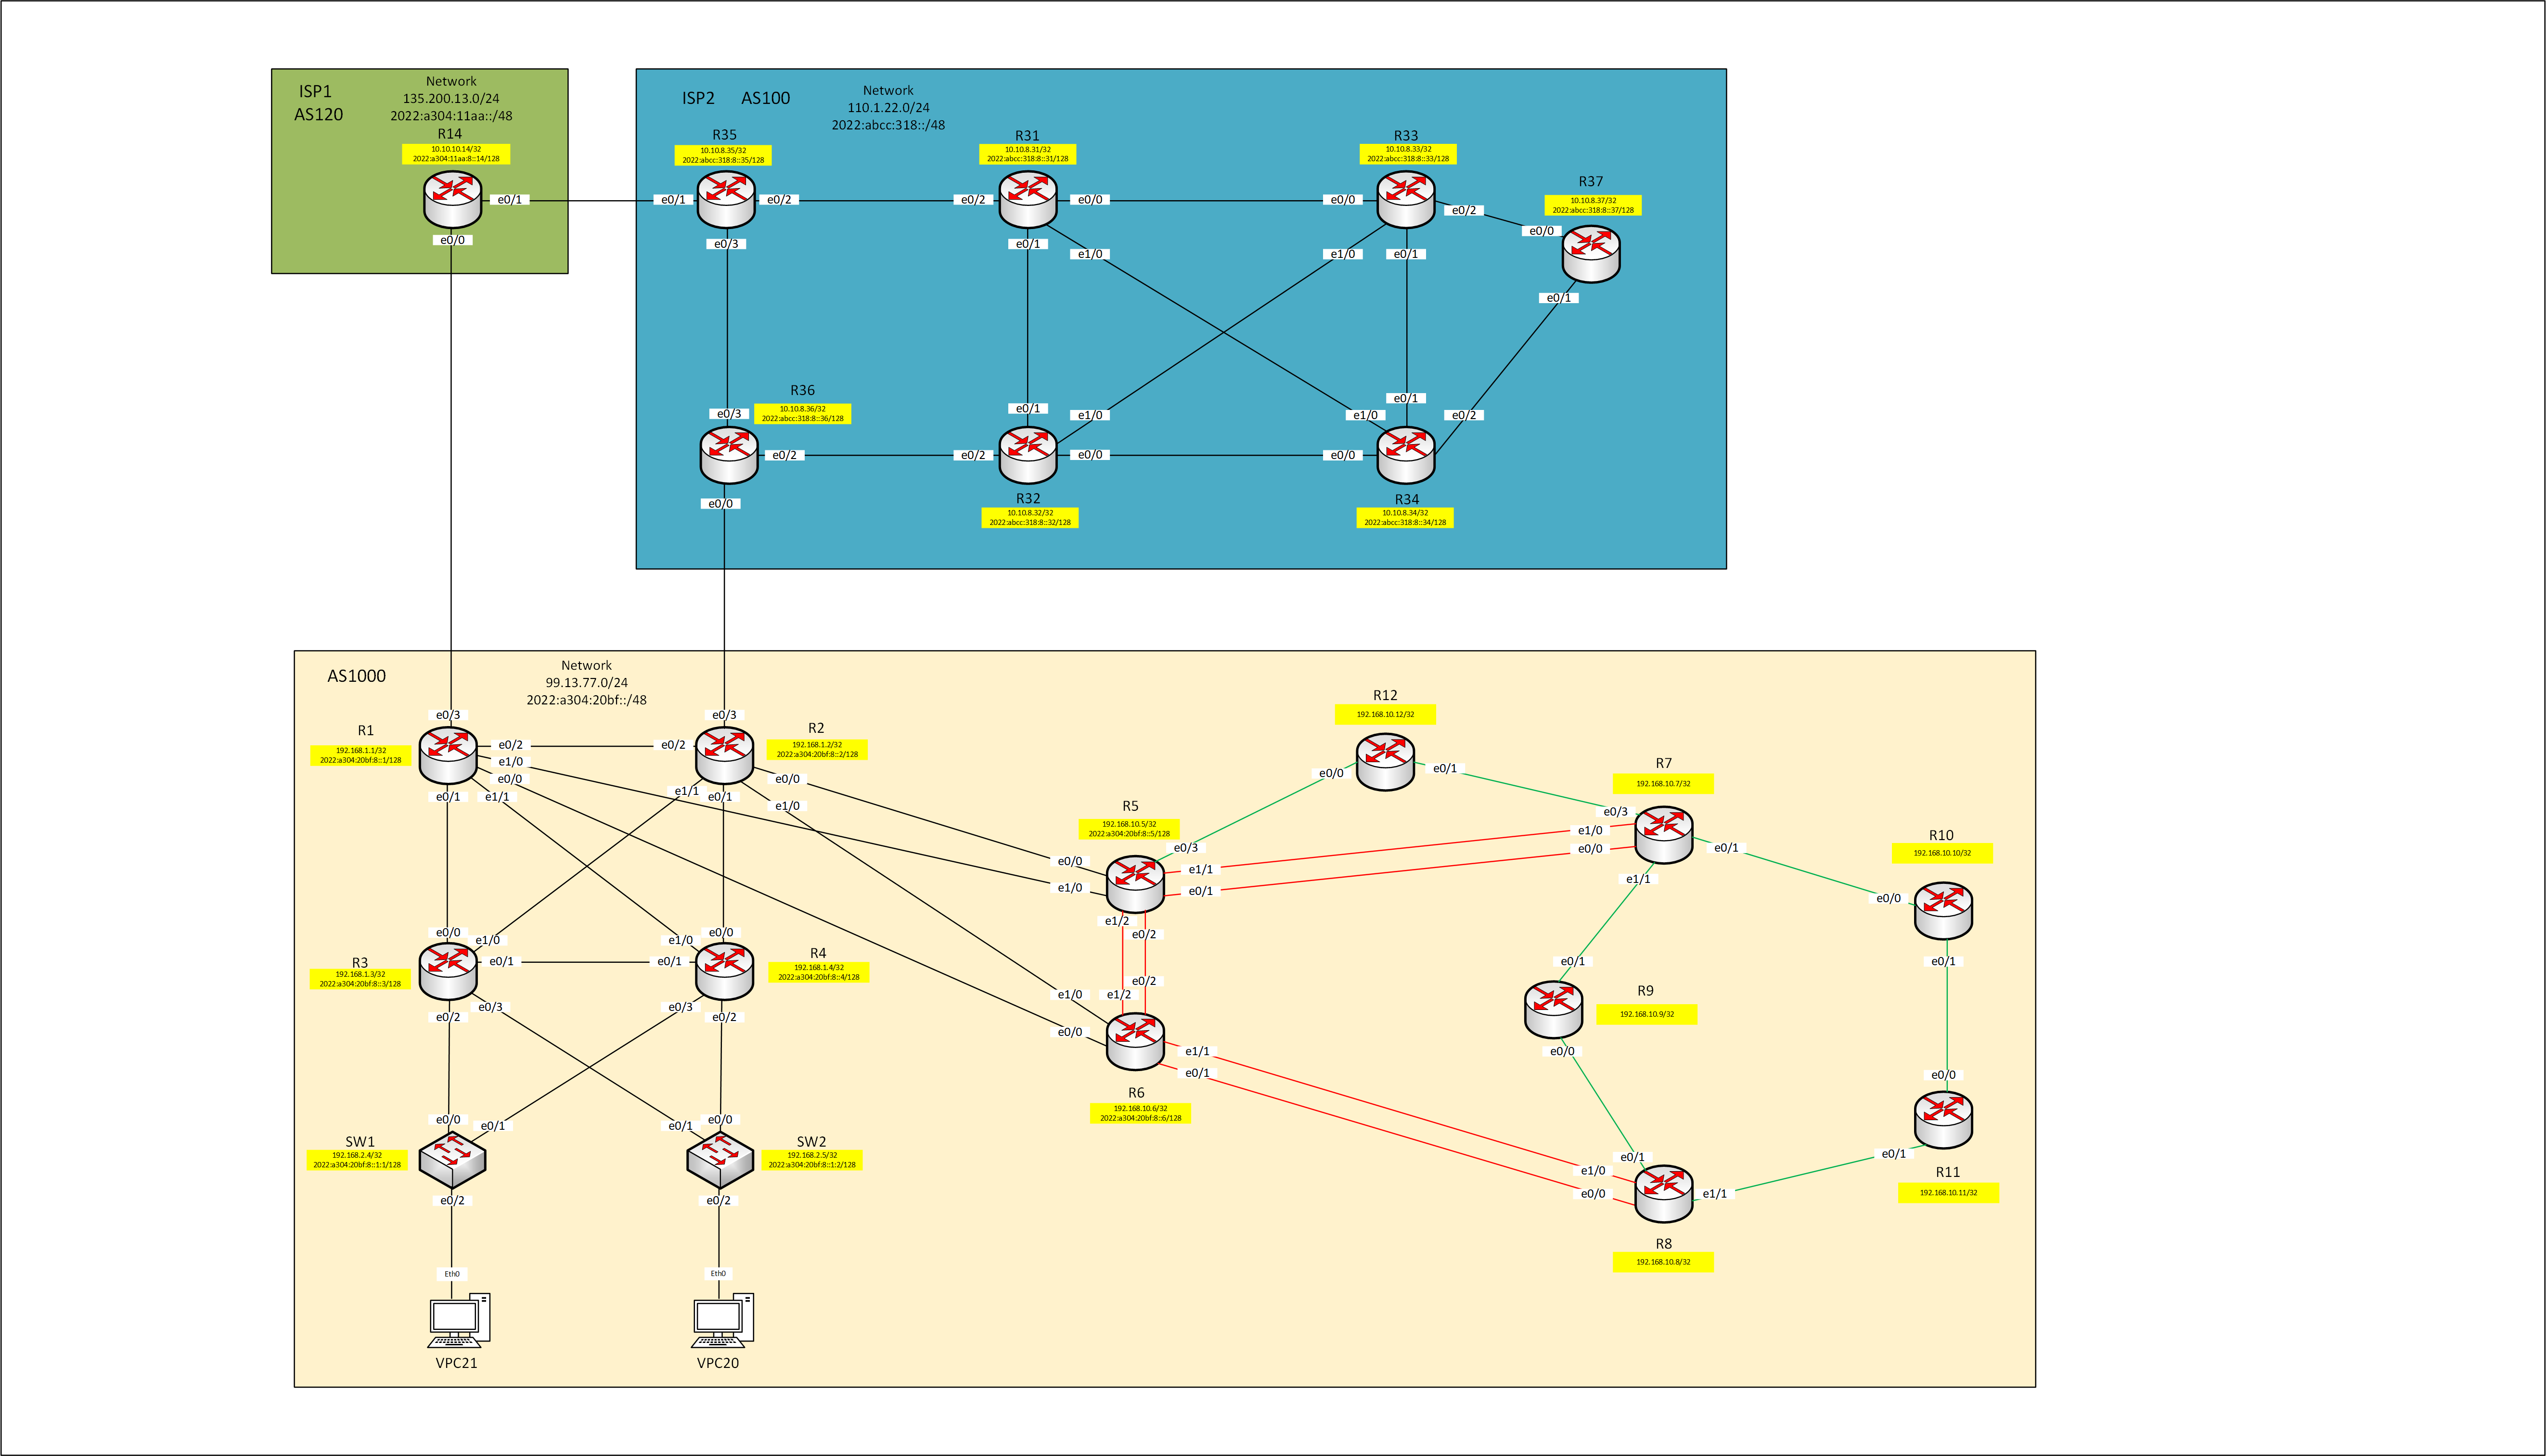 ISP1
AS120
Network
135.200.13.0/24
2022:a304:11aa::/48
R14
10.10.10.14/32
2022:a304:11aa:8::14/128
e0/1
e0/0
ISP2 AS100
Network
110.1.22.0/24
2022:abcc:318::/48
R35
10.10.8.35/32
2022:abcc:318:8::35/128
e0/1
e0/2
e0/3
R31
10.10.8.31/32
2022:abcc:318:8::31/128
e0/2
e0/0
e0/1
e1/0
R33
10.10.8.33/32
2022:abcc:318:8::33/128
e0/0
e0/2
e1/0
e0/1
R37
10.10.8.37/32
2022:abcc:318:8::37/128
e0/0
e0/1
R36
10.10.8.36/32
2022:abcc:318:8::36/128
e0/3
e0/2
e0/0
e0/1
e1/0
e0/2
e0/0
R32
10.10.8.32/32
2022:abcc:318:8::32/128
e0/1
e1/0
e0/2
e0/0
R34
10.10.8.34/32
2022:abcc:318:8::34/128
AS1000
Network
99.13.77.0/24
2022:a304:20bf::/48
R1
192.168.1.1/32
2022:a304:20bf:8::1/128
e0/3
e0/2
e1/0
e0/0
e0/1
e1/1
R2
192.168.1.2/32
2022:a304:20bf:8::2/128
e0/3
e0/2
e0/0
e1/1
e0/1
e1/0
R12
192.168.10.12/32
e0/0
e0/1
R7
192.168.10.7/32
e0/3
e1/0
e0/0
e0/1
e1/1
R5
192.168.10.5/32
2022:a304:20bf:8::5/128
e0/3
e0/0
e1/0
e1/1
e0/1
e1/2
e0/2
R10
192.168.10.10/32
e0/0
e0/1
R3
192.168.1.3/32
2022:a304:20bf:8::3/128
e0/0
e1/0
e0/1
e0/3
e0/2
R4
192.168.1.4/32
2022:a304:20bf:8::4/128
e0/0
e1/0
e0/1
e0/3
e0/2
R9
192.168.10.9/32
e0/1
e0/0
e0/2
e1/2
e1/0
e0/0
e1/1
e0/1
R6
192.168.10.6/32
2022:a304:20bf:8::6/128
e0/0
e0/1
R11
192.168.10.11/32
SW1
192.168.2.4/32
2022:a304:20bf:8::1:1/128
e0/0
e0/1
e0/2
SW2
192.168.2.5/32
2022:a304:20bf:8::1:2/128
e0/1
e0/0
e0/2
e0/1
e1/0
e0/0
e1/1
R8
192.168.10.8/32
Eth0
VPC21
Eth0
VPC20